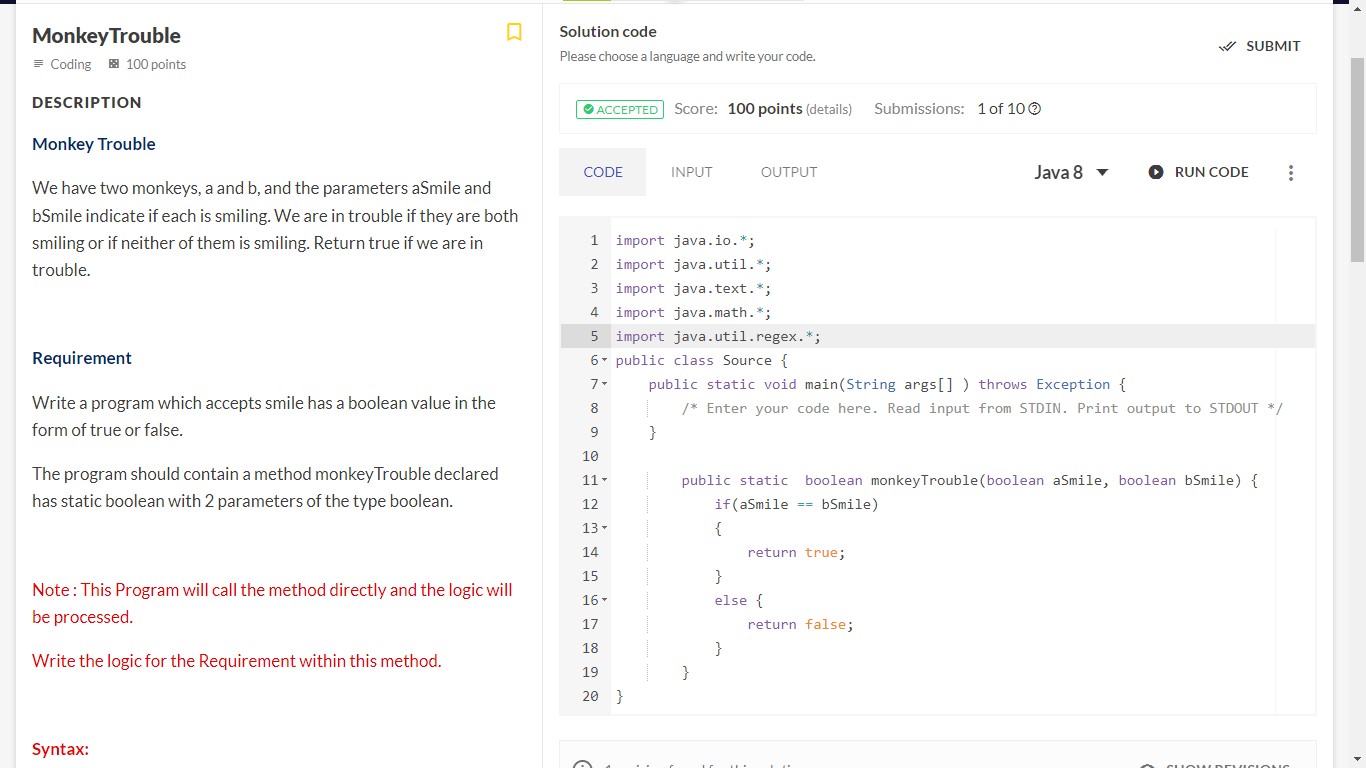 MonkeyTrouble
Coding 100 points
DESCRIPTION
Monkey Trouble
We have two monkeys, a and b, and the parameters aSmile and
bSmile indicate if each is smiling. We are in trouble if they are both
smiling or if neither of them is smiling. Return true if we are in
trouble.
Requirement
Write a program which accepts smile has a boolean value in the
form of true or false.
The program should contain a method monkeyTrouble declared
has static boolean with 2 parameters of the type boolean.
Note : This Program will call the method directly and the logic will
be processed.
Write the logic for the Requirement within this method.
Syntax:
Solution code
Please choose a language and write your code.
SUBMIT
ACCEPTED Score: 100 points (details) Submissions: 1 of 10
CODE INPUT OUTPUT Java 8 RUN CODE
1 import java.io.*;
2 import java.util.*;
3 import java.text.*;
4 import java.math.*;
5 import java.util.regex.*;
6 public class Source {
7 public static void main(String args[] ) throws Exception {
8 /* Enter your code here. Read input from STDIN. Print output to STDOUT */
9 }
10
11 public static  boolean monkeyTrouble(boolean aSmile, boolean bSmile) {
12 if(aSmile == bSmile)
13 {
14 return true;
15 }
16 else {
17 return false;
18 }
19 }
20 }
SHOW REVISIONS